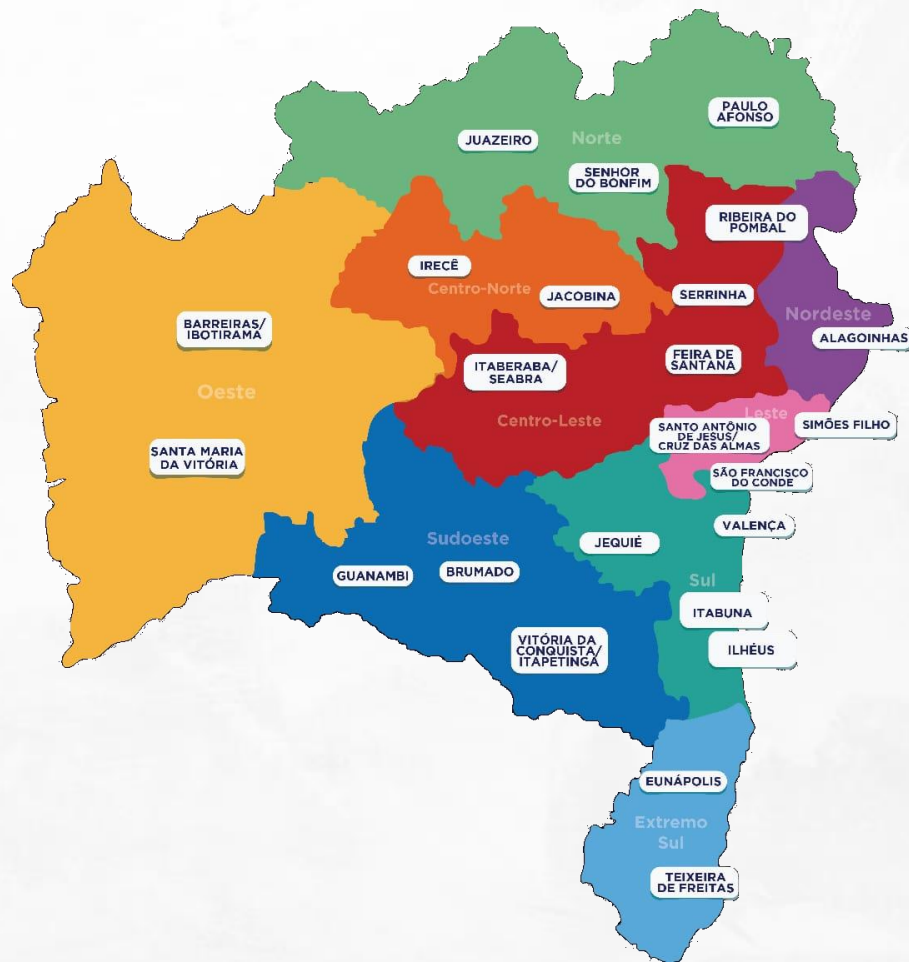 PAULO
AFONSO
JUAZEIRO
Norte
SENHOR
DO BONFIM
RIBEIRA DO
POMBAL
IRECÊ
Centro-Norte
JACOBINA
SERRINHA
Nordeste
ALAGOINHAS
BARREIRAS/
IBOTIRAMA
ITABERABA/
SEABRA
FEIRA DE
SANTANA
Oeste
Centro-Leste
Leste
SIMÕES FILHO
SANTO ANTÔNIO
DE JESUS/
CRUZ DAS ALMAS
SANTA MARIA
DA VITÓRIA
SÃO FRANCISCO
DO CONDE
VALENÇA
Sudoeste
JEQUIÉ
GUANAMBI
BRUMADO
Sul
ITABUNA
VITÓRIA DA
CONQUISTA/
ITAPETINGA
ILHÉUS
EUNÁPOLIS
Extremo
Sul
TEIXEIRA
DE FREITAS